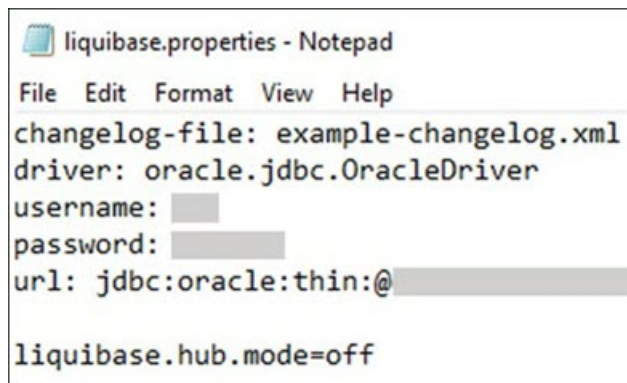 liquibase.properties - Notepad
File Edit Format View Help
changelog-file: example-changelog.xml
driver: oracle.jdbc.OracleDriver
username:
password:
url: jdbc:oracle:thin:@
liquibase.hub.mode=off